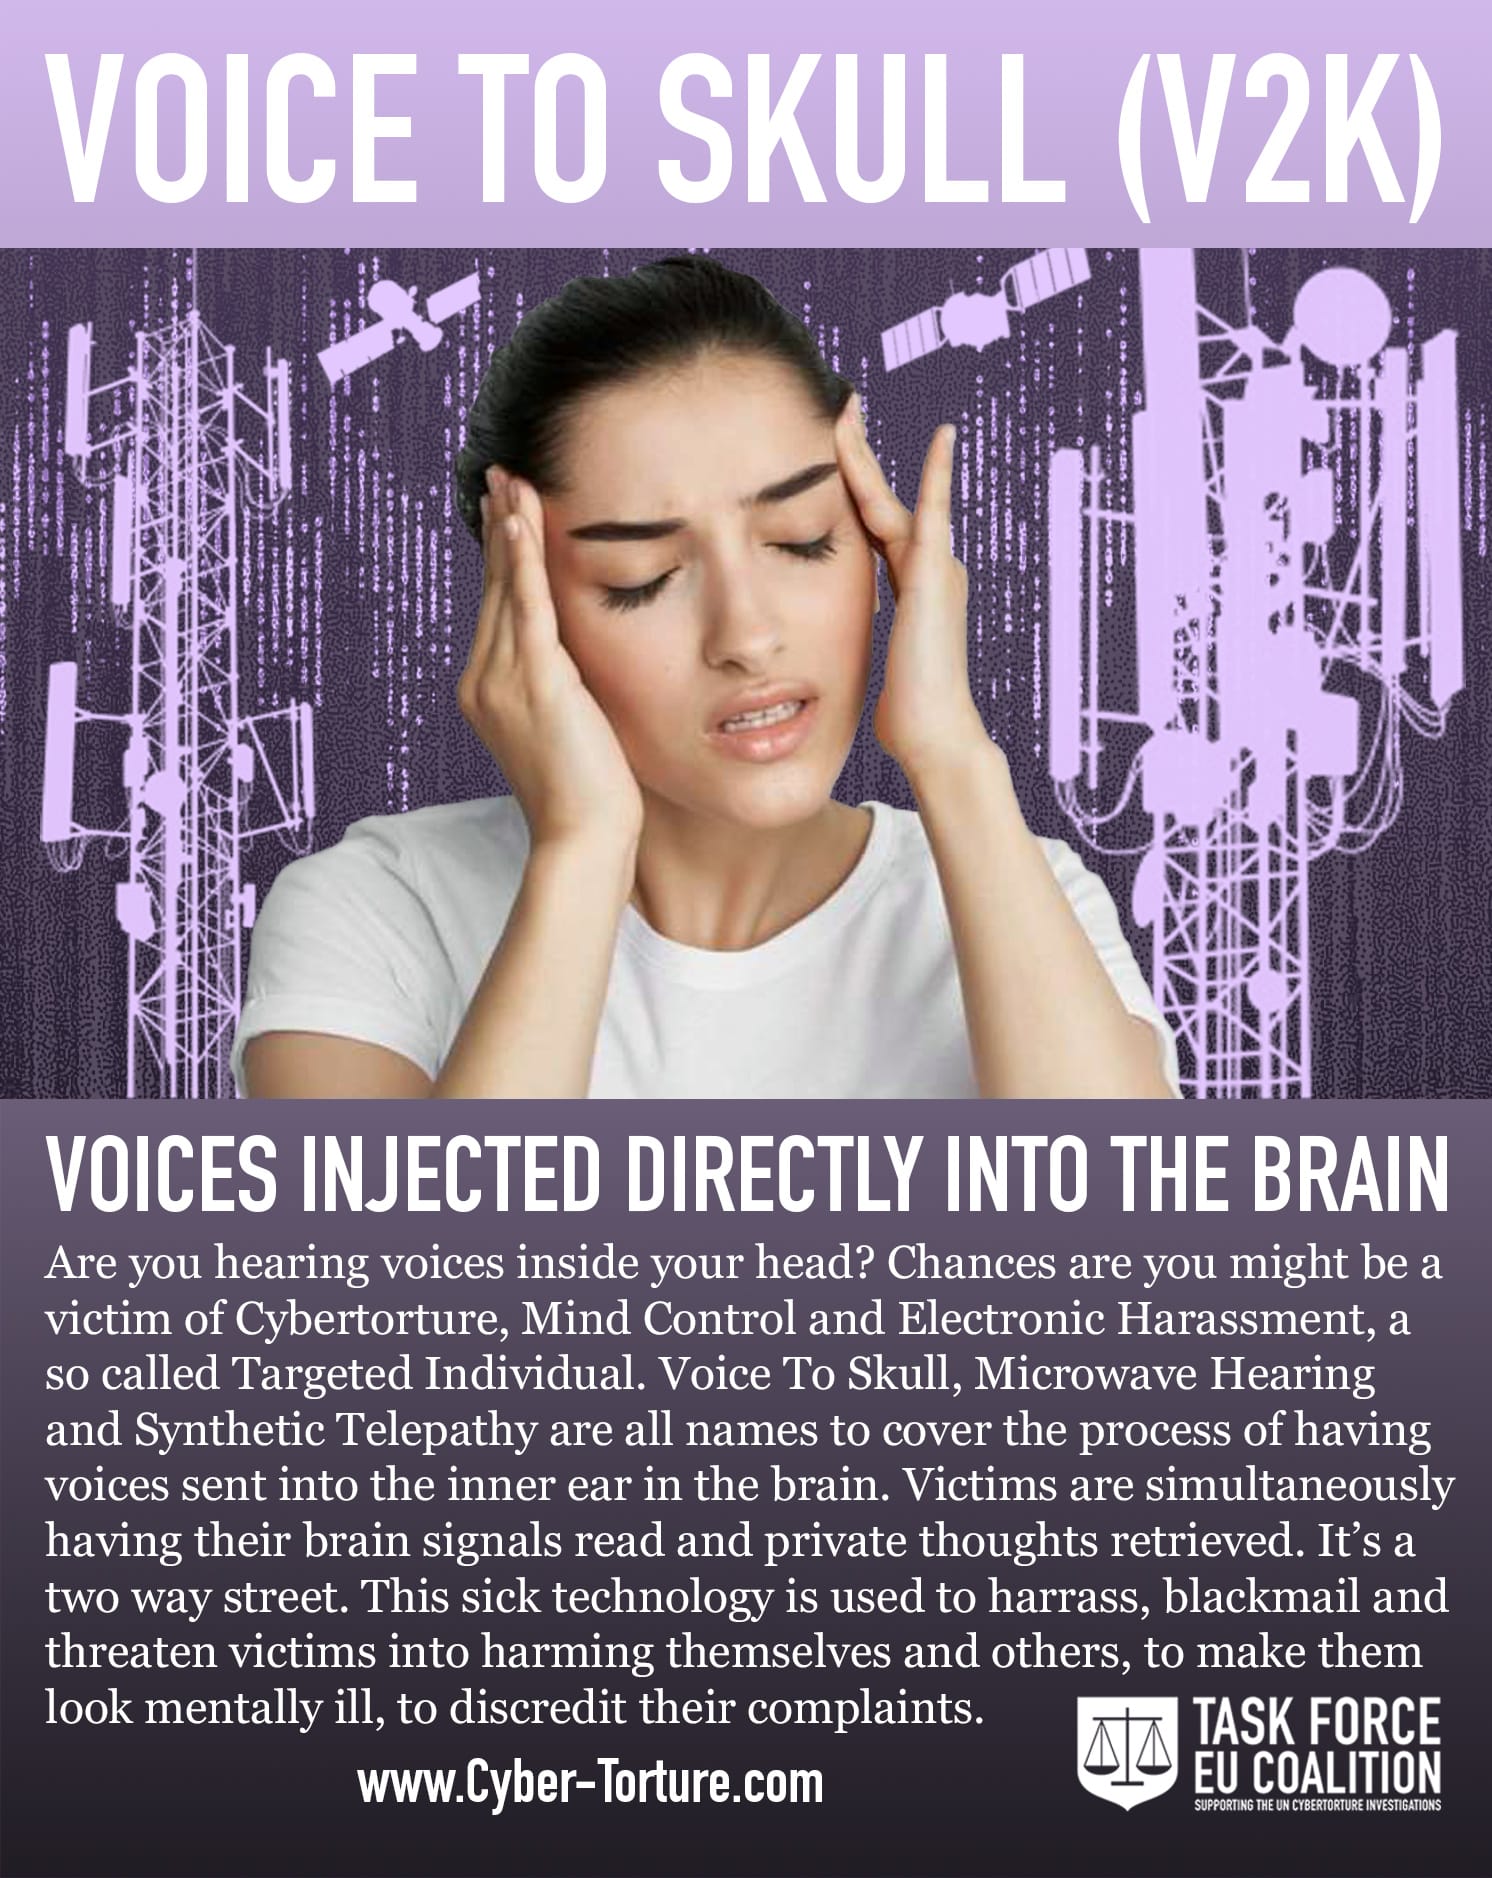 VOICE TO SKULL (V2K)
VOICES INJECTED DIRECTLY INTO THE BRAIN
Are you hearing voices inside your head? Chances are you might be a
victim of Cybertorture, Mind Control and Electronic Harassment, a
so called Targeted Individual. Voice To Skull, Microwave Hearing
and Synthetic Telepathy are all names to cover the process of having
voices sent into the inner ear in the brain. Victims are simultaneously
having their brain signals read and private thoughts retrieved. It’s a
two way street. This sick technology is used to harrass, blackmail and
threaten victims into harming themselves and others, to make them
look mentally ill, to discredit their complaints.
www.Cyber-Torture.com
TASK FORCE
EU COALITION
SUPPORTING THE UN CYBERTORTURE INVESTIGATIONS